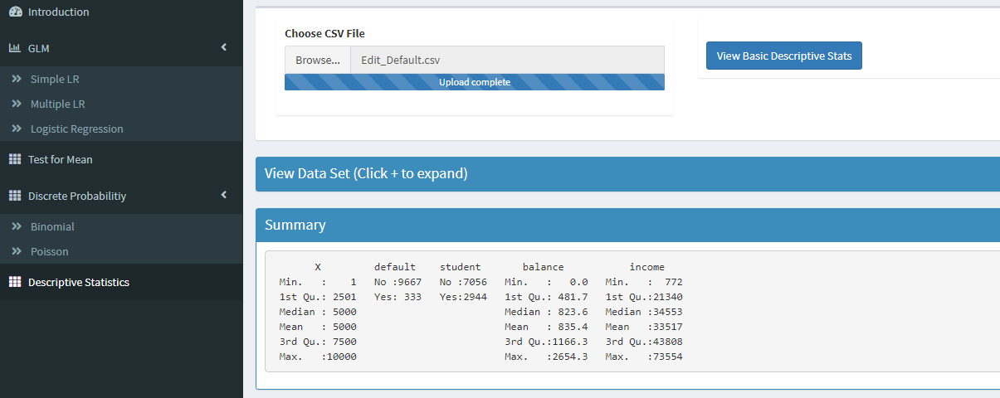 Introduction
GLM
Simple LR
Multiple LR
Logistic Regression
Test for Mean
Discrete Probabilitiy
Binomial
Poisson
Descriptive Statistics
Choose CSV File
Browse... Edit_Default.csv
Upload complete
View Basic Descriptive Stats
View Data Set (Click + to expand)
Summary
X default student balance income
Min. : 1 No :9667 No :7056 Min. : 0.0 Min. : 772
1st Qu.: 2501 Yes: 333 Yes:2944 1st Qu.: 481.7 1st Qu.:21340
Median : 5000 Median : 823.6 Median :34553
Mean : 5000 Mean : 835.4 Mean :33517
3rd Qu.: 7500 3rd Qu.:1166.3 3rd Qu.:43808
Max. :10000 Max. :2654.3 Max. :73554